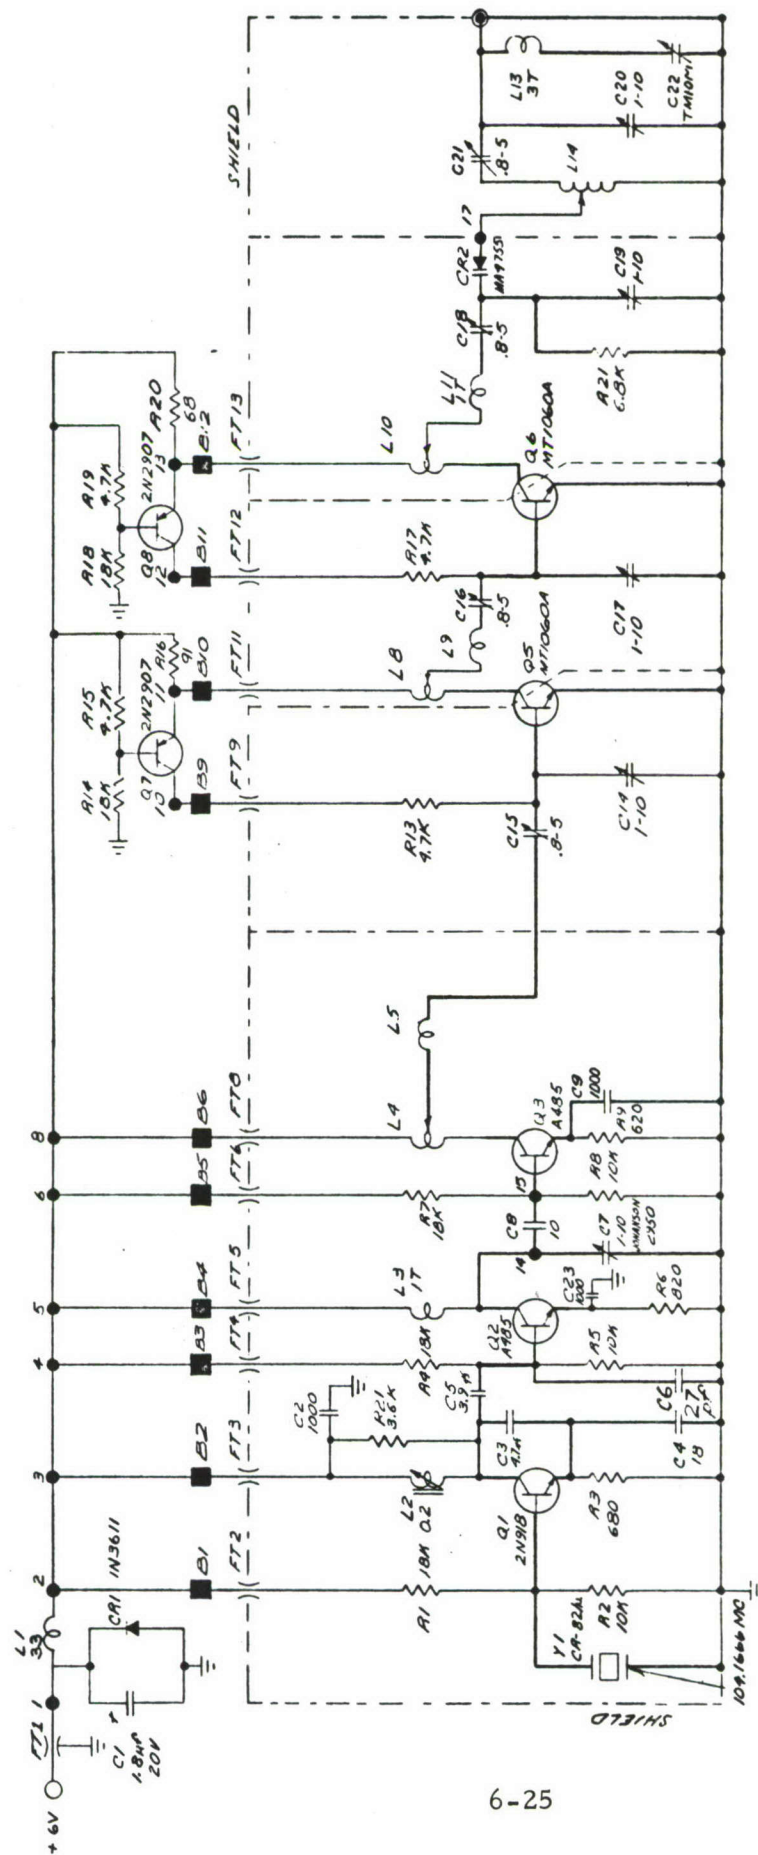 + 6V
FT1
1
C1
1.8µf
20V
L1
33
CR1
1N3611
2
3
4
5
6
8
B1
B2
B3
B4
B5
B6
FT2
FT3
FT4
FT5
FT6
FT8
R14
18K
R15
4.7K
Q7
2N2907
10
11
R16
91
B9
B10
FT9
FT11
R18
18K
R19
4.7K
Q8
2N2907
12
13
R20
68
B11
B12
FT12
FT13
SHIELD
SHIELD
R1
18K
L2
0.2
C2
1000
R21
3.6K
R4
18K
L3
1T
R7
18K
L4
L5
R13
4.7K
L8
L9
R17
4.7K
L10
L11
1T
C18
.8-5
CR2
MA4755
17
C21
.8-5
L13
3T
L14
C20
1-10
C22
TM10M
C19
1-10
R21
6.8K
Q1
2N918
C3
C5
Q2
A485
14
C8
10
15
Q3
A485
C15
.8-5
Q5
MT1060A
C16
.8-5
Q6
MT1060A
Y1
CR-82/U
R2
10K
R3
680
C4
18
C6
27
PF
R5
10K
C23
1000
R6
820
C7
1-10
JOHANSON
R8
10K
R9
620
C9
1000
C14
1-10
C17
1-10
104.1666 MC
6-25